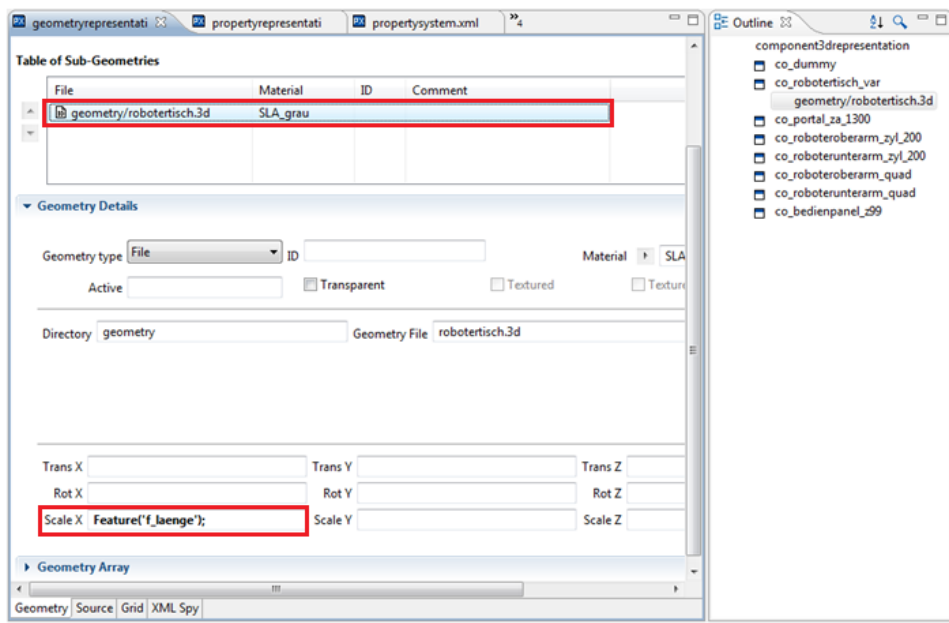 geometryrepresentati
propertyrepresentati
propertysystem.xml
»4
Table of Sub-Geometries
File Material ID Comment
geometry/robotertisch.3d SLA_grau
Geometry Details
Geometry type File ID Material SLA
Active Transparent Textured Texture
Directory geometry Geometry File robotertisch.3d
Trans X Trans Y Trans Z
Rot X Rot Y Rot Z
Scale X Feature('f_laenge'); Scale Y Scale Z
Geometry Array
Geometry Source Grid XML Spy
Outline
component3drepresentation
co_dummy
co_robotertisch_var
geometry/robotertisch.3d
co_portal_za_1300
co_roboteroberarm_zyl_200
co_roboterunterarm_zyl_200
co_roboteroberarm_quad
co_roboterunterarm_quad
co_bedienpanel_z99